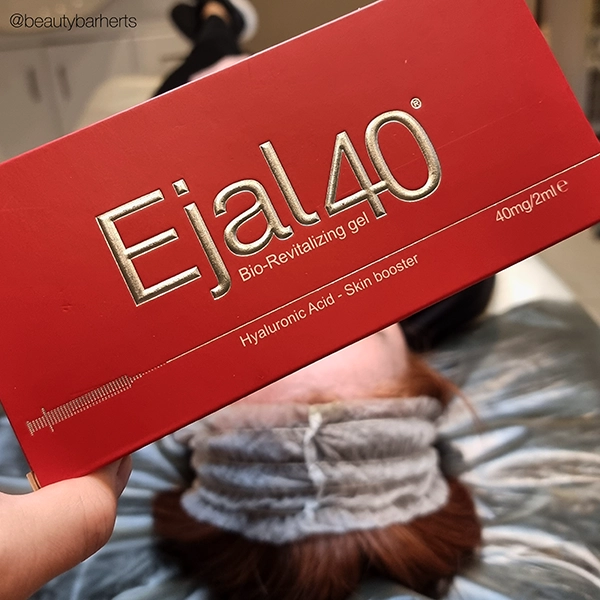 @beautybarherts
Ejal40®
Bio-Revitalizing gel
40mg/2ml e
Hyaluronic Acid - Skin booster